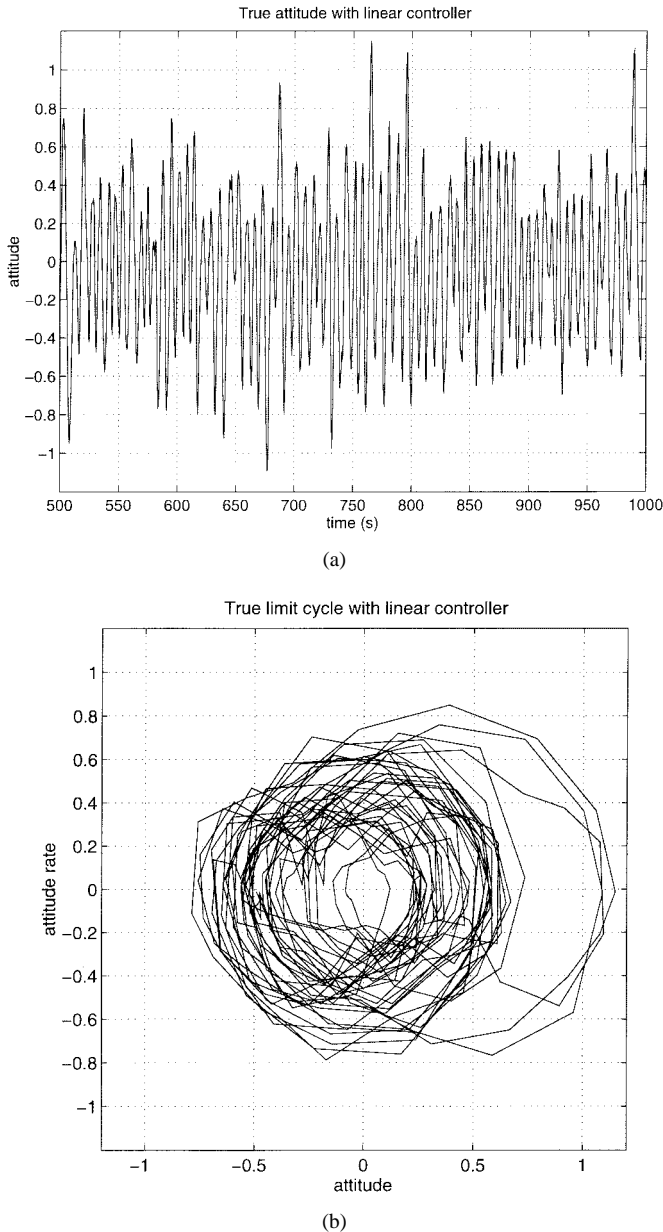 True attitude with linear controller
attitude
1
0.8
0.6
0.4
0.2
0
−0.2
−0.4
−0.6
−0.8
−1
500 550 600 650 700 750 800 850 900 950 1000
time (s)
(a)
True limit cycle with linear controller
attitude rate
1
0.8
0.6
0.4
0.2
0
−0.2
−0.4
−0.6
−0.8
−1
−1 −0.5 0 0.5 1
attitude
(b)